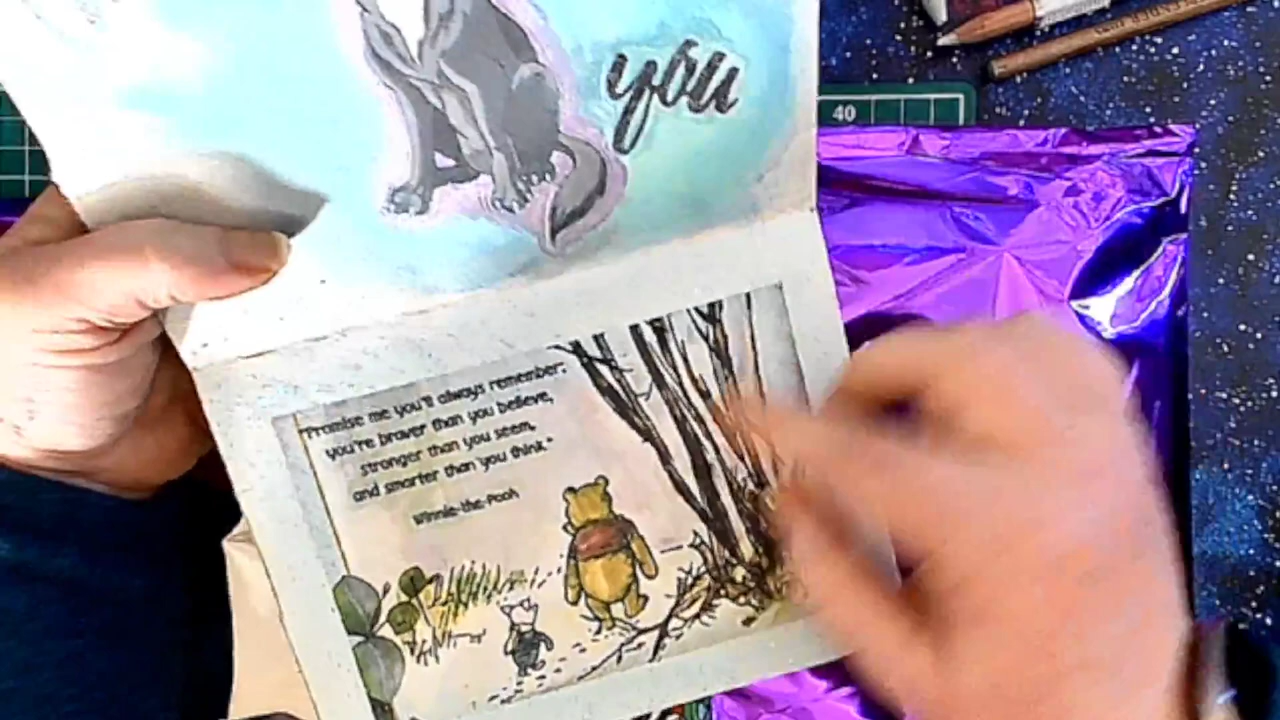 you
40
"Promise me you'll always remember:
you're braver than you believe,
stronger than you seem,
and smarter than you think."
Winnie-the-Pooh